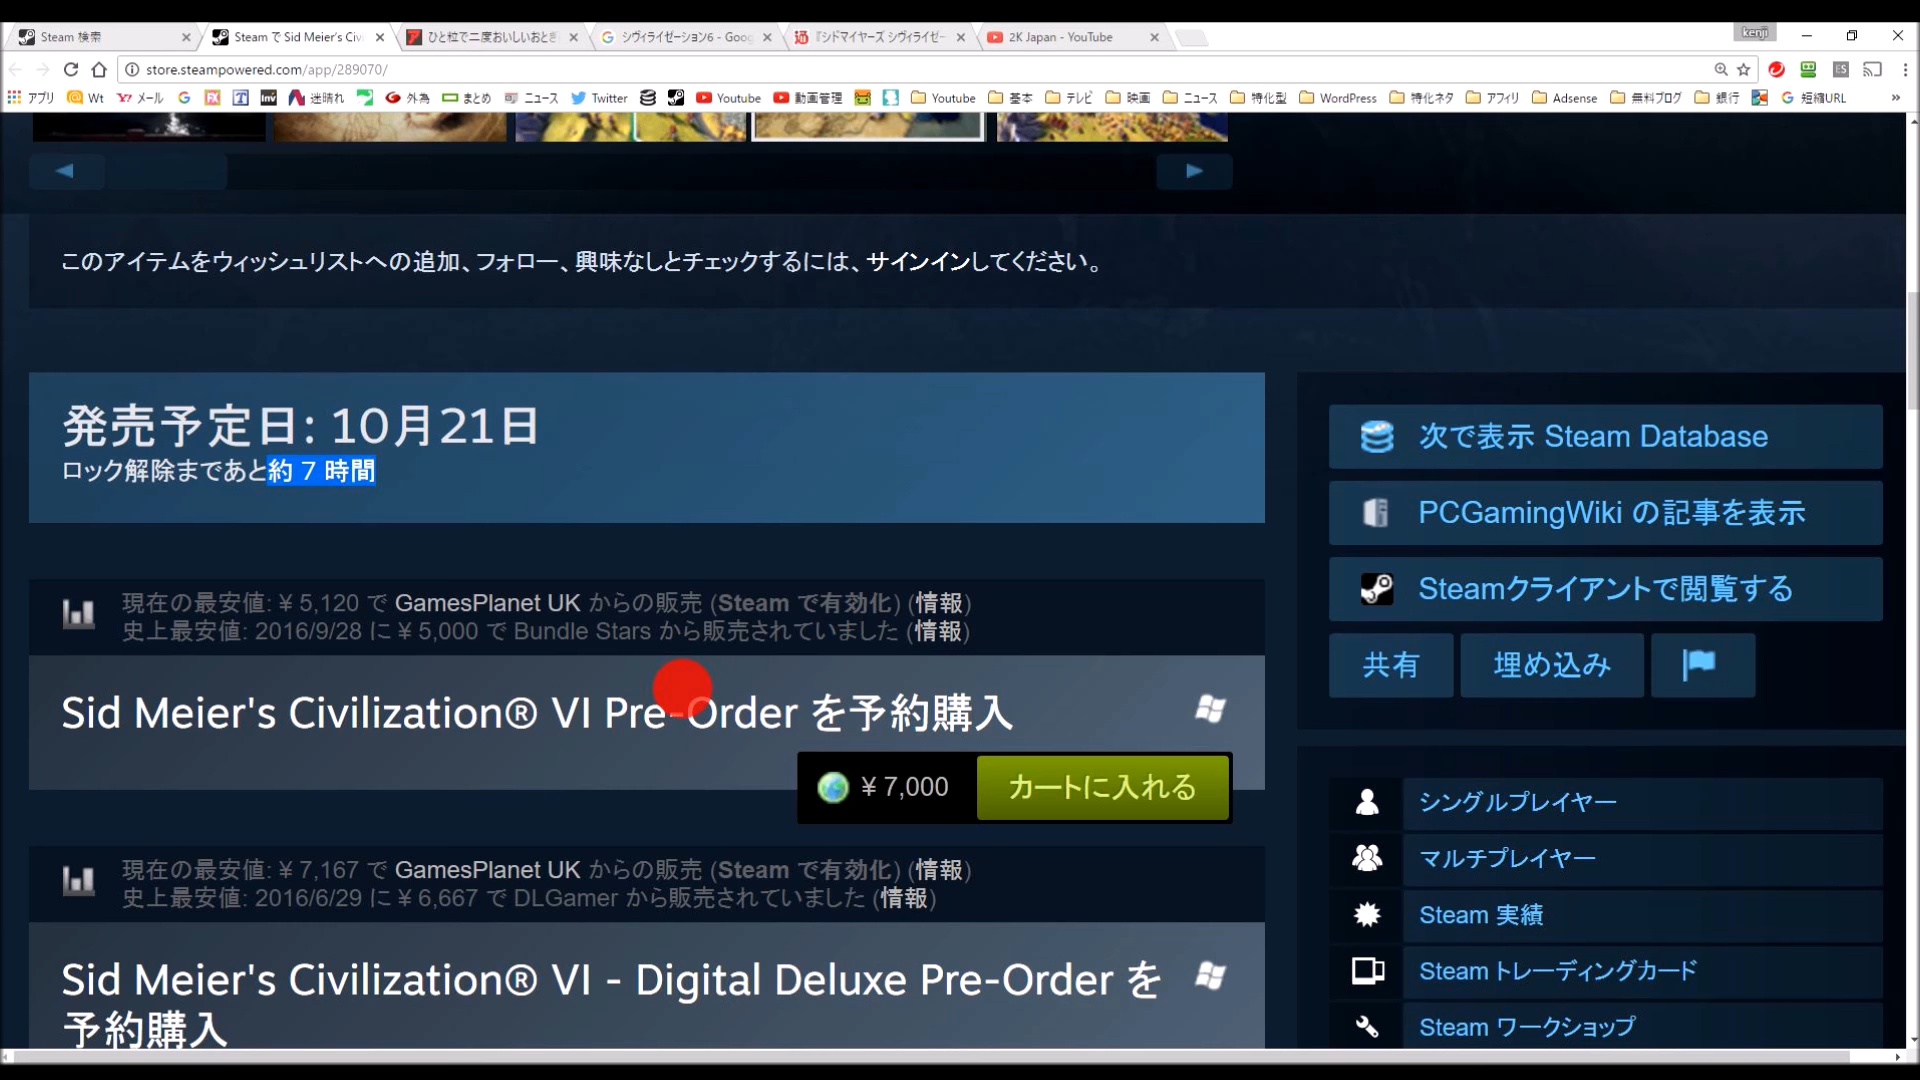 Steam 検索
Steam で Sid Meier's Civ
ひと粒で二度おいしいおとき
シヴィライゼーション6 - Goog
『シドマイヤーズ シヴィライゼー
2K Japan - YouTube
kenji
store.steampowered.com/app/289070/
アプリ
Wt
メール
迷晴れ
外為
まとめ
ニュース
Twitter
Youtube
動画管理
Youtube
基本
テレビ
映画
ニュース
特化型
WordPress
特化ネタ
アフィリ
Adsense
無料ブログ
銀行
短縮URL
»
このアイテムをウィッシュリストへの追加、フォロー、興味なしとチェックするには、サインインしてください。
発売予定日: 10月21日
ロック解除まであと約 7 時間
現在の最安値: ¥ 5,120 で GamesPlanet UK からの販売 (Steam で有効化) (情報)
史上最安値: 2016/9/28 に ¥ 5,000 で Bundle Stars から販売されていました (情報)
Sid Meier's Civilization® VI Pre-Order を予約購入
¥ 7,000
カートに入れる
現在の最安値: ¥ 7,167 で GamesPlanet UK からの販売 (Steam で有効化) (情報)
史上最安値: 2016/6/29 に ¥ 6,667 で DLGamer から販売されていました (情報)
Sid Meier's Civilization® VI - Digital Deluxe Pre-Order を
予約購入
次で表示 Steam Database
PCGamingWiki の記事を表示
Steamクライアントで閲覧する
共有
埋め込み
シングルプレイヤー
マルチプレイヤー
Steam 実績
Steam トレーディングカード
Steam ワークショップ